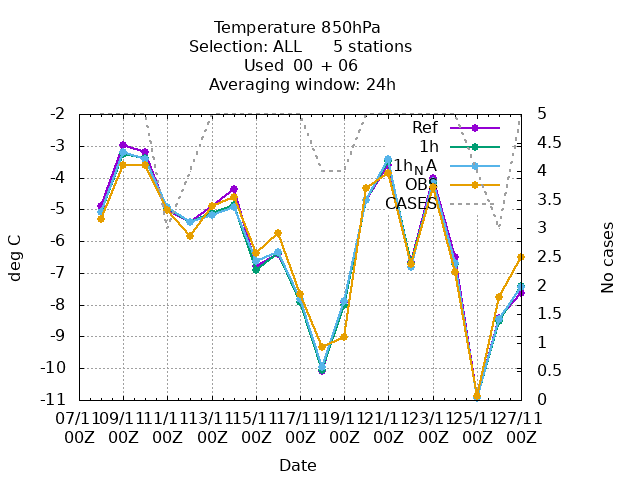 Temperature 850hPa
Selection: ALL 5 stations
Used 00 + 06
Averaging window: 24h
-2 5
Ref
-3 4.5
1h
-4 1hNA 4
OBS
-5 CASES 3.5
3
-6
deg C No cases
2.5
-7
2
-8
1.5
-9 1
-10 0.5
-11 0
07/11 09/11 11/11 13/11 15/11 17/11 19/11 21/11 23/11 25/11 27/11
00Z 00Z 00Z 00Z 00Z 00Z 00Z 00Z 00Z 00Z 00Z
Date